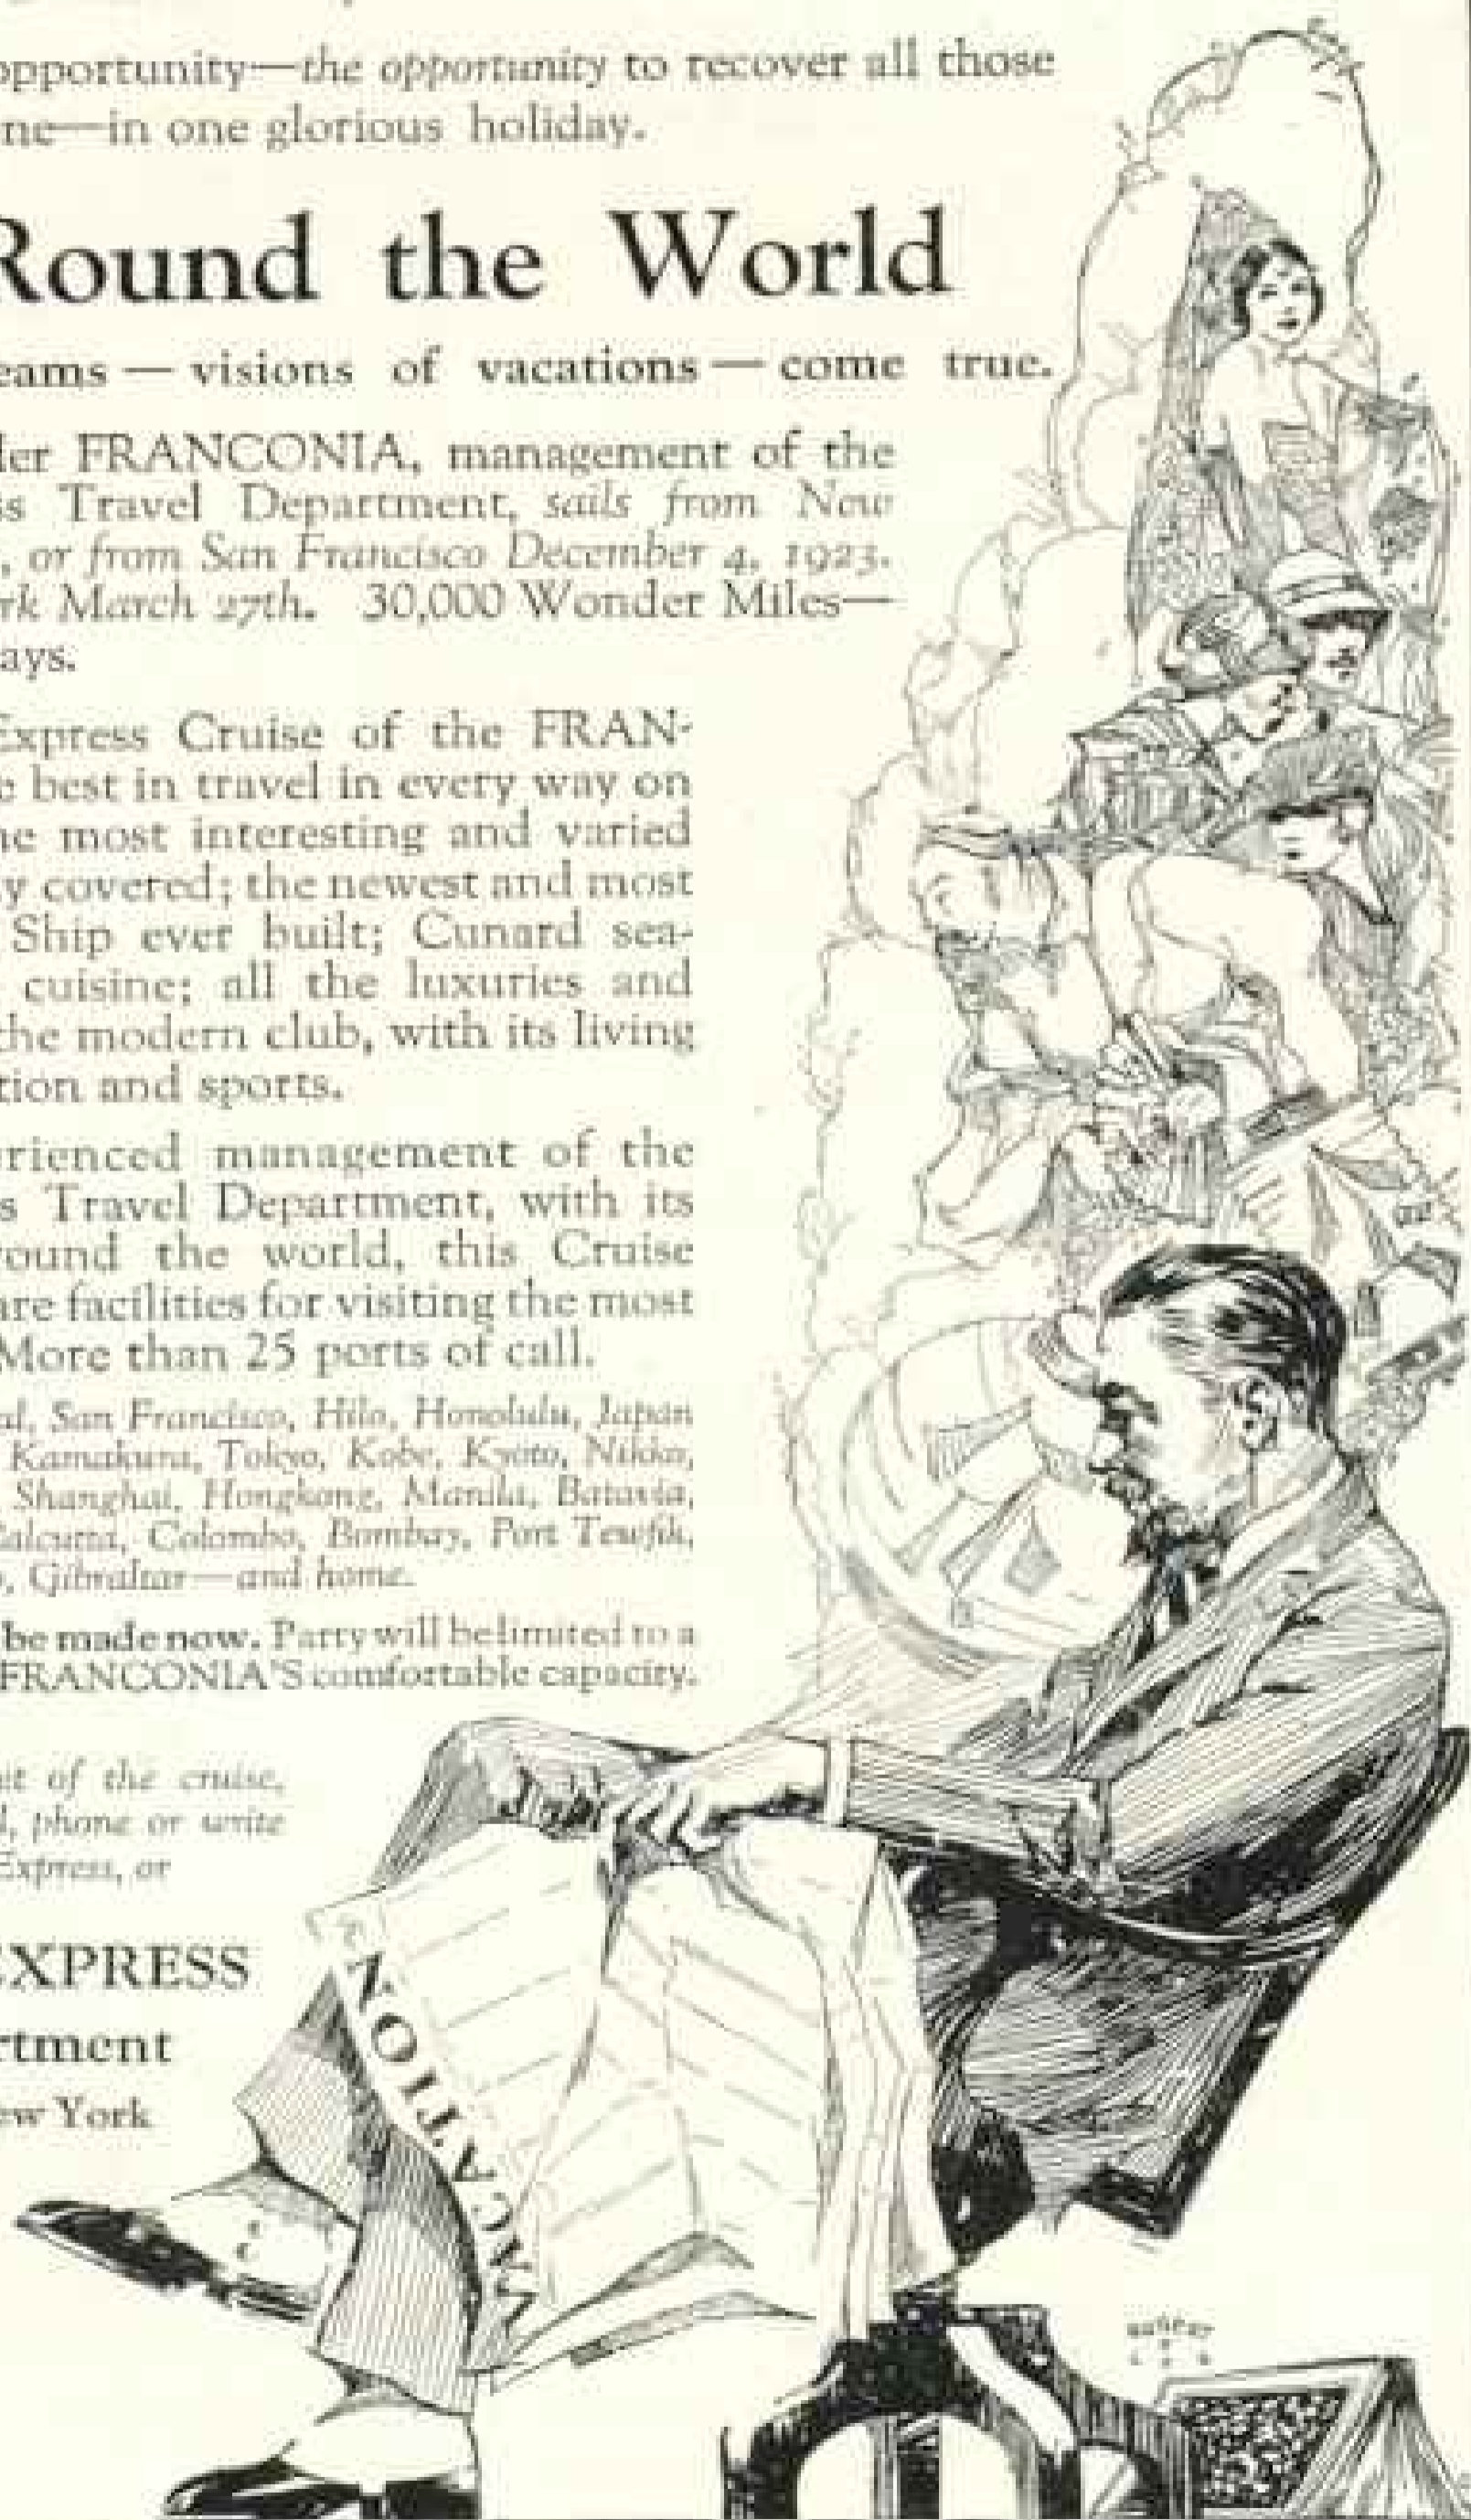 opportunity—the opportunity to recover all those
ne—in one glorious holiday.
Round the World
eams — visions of vacations — come true.
der FRANCONIA, management of the
ss Travel Department, sails from New
, or from San Francisco December 4, 1923.
rk March 27th. 30,000 Wonder Miles—
ays.
Express Cruise of the FRAN-
e best in travel in every way on
he most interesting and varied
ly covered; the newest and most
Ship ever built; Cunard sea-
cuisine; all the luxuries and
the modern club, with its living
tion and sports.
erienced management of the
s Travel Department, with its
round the world, this Cruise
are facilities for visiting the most
More than 25 ports of call.
al, San Francisco, Hilo, Honolulu, Japan
Kamakura, Tokyo, Kobe, Kyoto, Nikko,
Shanghai, Hongkong, Manila, Batavia,
Calcutta, Colombo, Bombay, Port Tewfik,
, Gibraltar—and home.
be made now. Party will be limited to a
FRANCONIA'S comfortable capacity.
of the cruise,
l, phone or write
Express, or
EXPRESS
rtment
ew York
VACATION